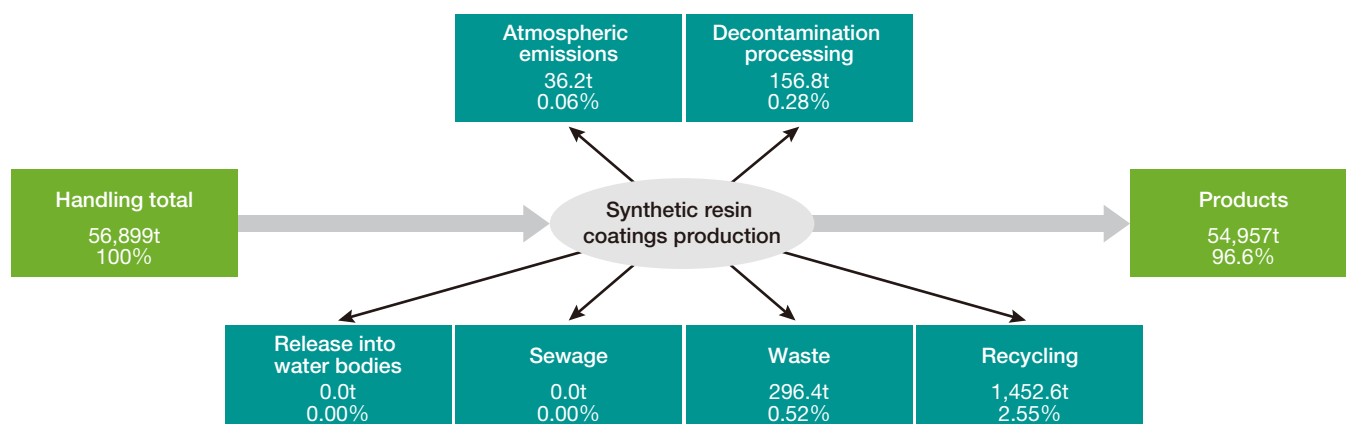 Atmospheric
emissions
36.2t
0.06%
Decontamination
processing
156.8t
0.28%
Handling total
56,899t
100%
Synthetic resin
coatings production
Products
54,957t
96.6%
Release into
water bodies
0.0t
0.00%
Sewage
0.0t
0.00%
Waste
296.4t
0.52%
Recycling
1,452.6t
2.55%